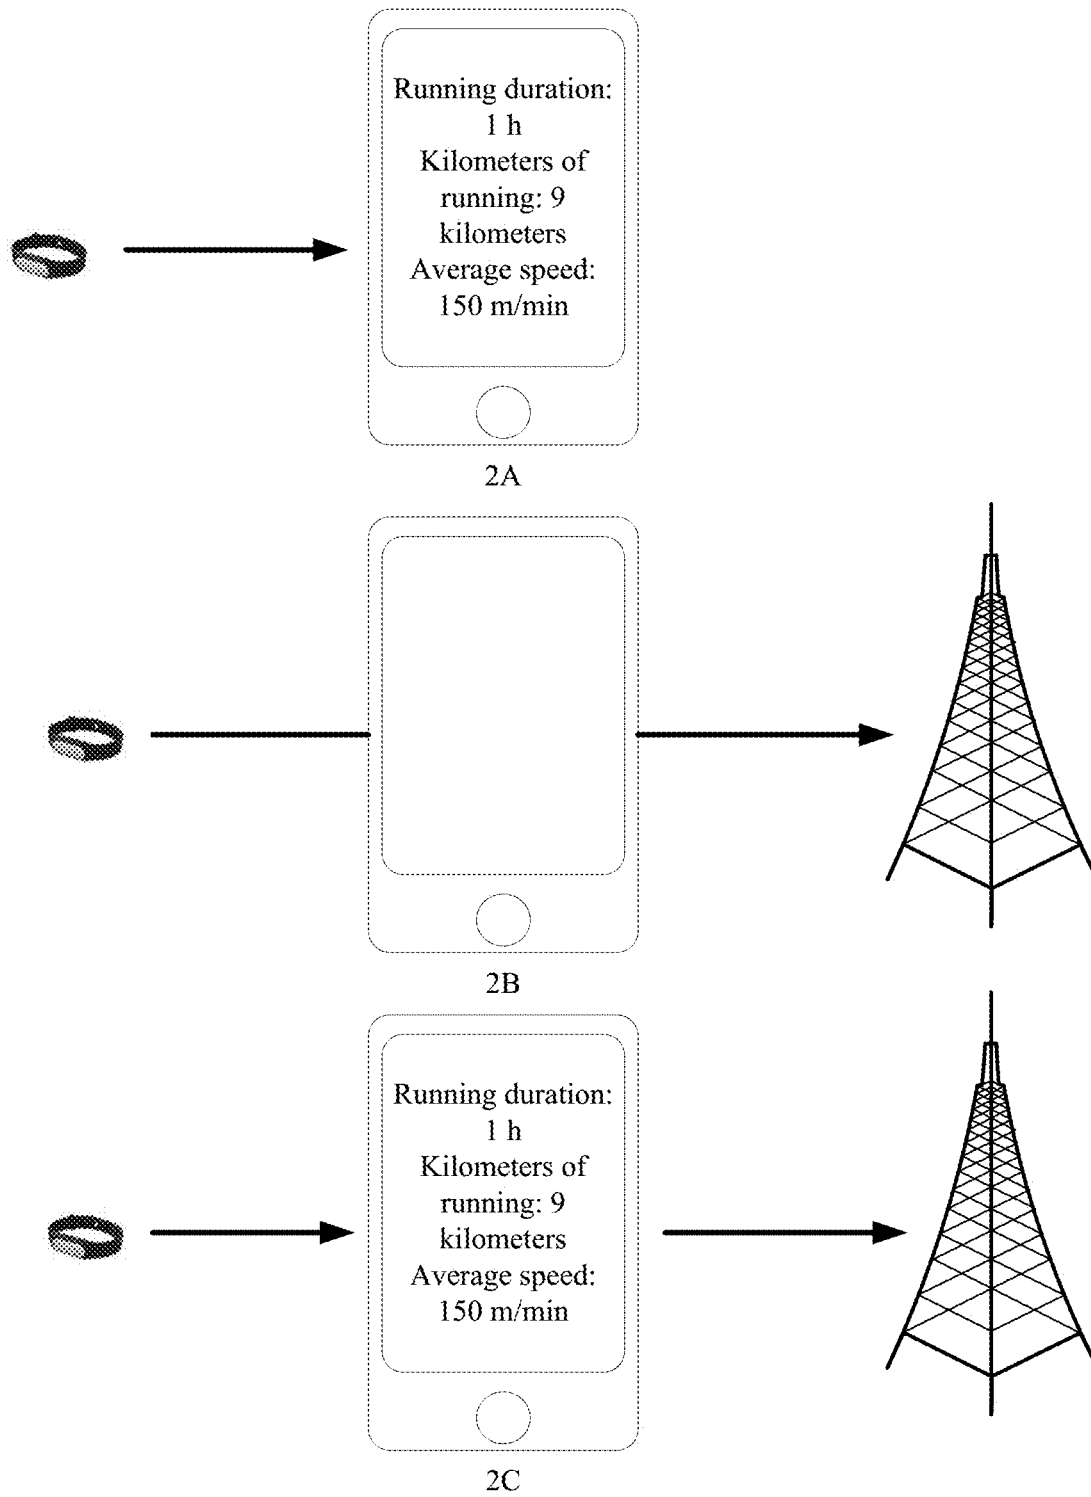 Running duration:
1 h
Kilometers of
running: 9
kilometers
Average speed:
150 m/min
2A
2B
Running duration:
1 h
Kilometers of
running: 9
kilometers
Average speed:
150 m/min
2C